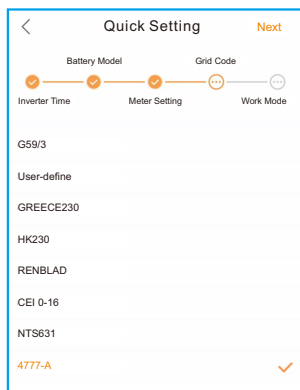 Quick Setting
Next
Battery Model
Grid Code
Inverter Time
Meter Setting
Work Mode
G59/3
User-define
GREECE230
HK230
RENBLAD
CEI 0-16
NTS631
4777-A